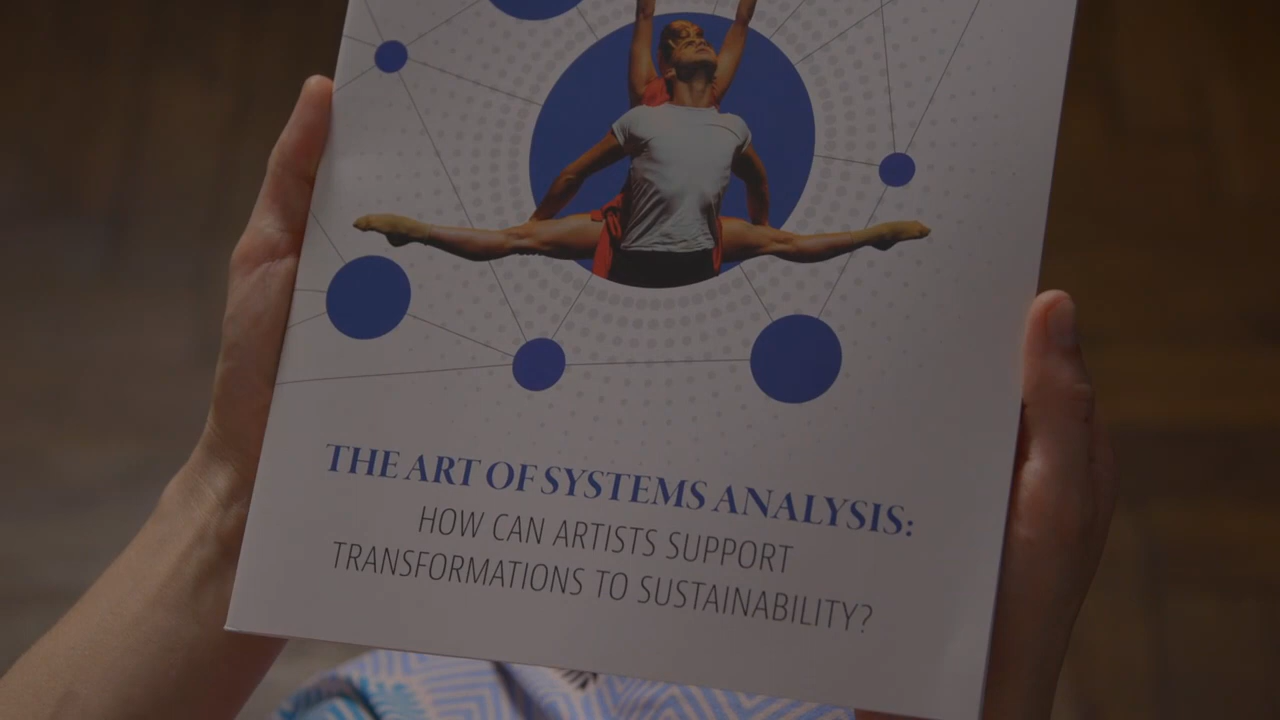 THE ART OF SYSTEMS ANALYSIS:
HOW CAN ARTISTS SUPPORT
TRANSFORMATIONS TO SUSTAINABILITY?